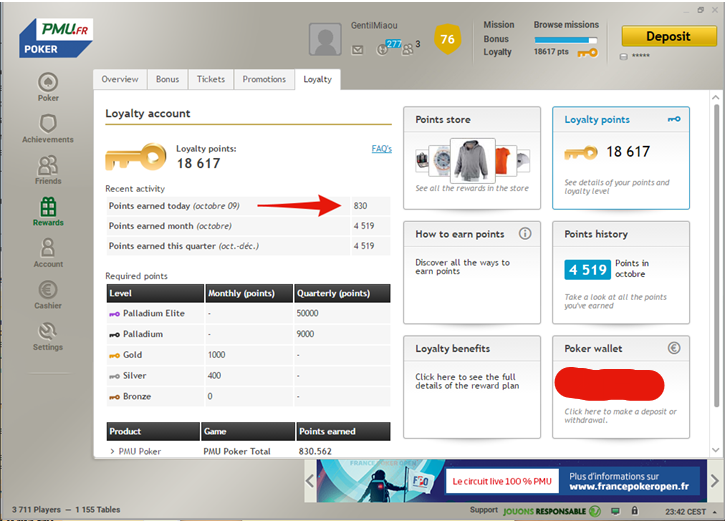 PMU.FR
POKER
GentilMiaou
277
3
76
Mission
Browse missions
Bonus
Loyalty
18617 pts
Deposit
*****
Overview
Bonus
Tickets
Promotions
Loyalty
Poker
Achievements
Friends
Rewards
Account
Cashier
Settings
Loyalty account
Loyalty points:
18 617
FAQ's
Recent activity
Points earned today (octobre 09) 830
Points earned month (octobre) 4 519
Points earned this quarter (oct.-déc.) 4 519
Required points
Level Monthly (points) Quarterly (points)
Palladium Elite - 50000
Palladium - 9000
Gold 1000 -
Silver 400 -
Bronze 0 -
Product Game Points earned
> PMU Poker PMU Poker Total 830.562
Points store
See all the rewards in the store
Loyalty points
18 617
See details of your points and
loyalty level
How to earn points
Discover all the ways to
earn points
Points history
4 519 Points in
octobre
Take a look at all the points
you've earned
Loyalty benefits
Click here to see the full
details of the reward plan
Poker wallet
Click here to make a deposit or
withdrawal.
FRANCE POKER OPEN
FPO
Le circuit live 100 % PMU
Plus d'informations sur
www.francepokeropen.fr
3 711 Players — 1 155 Tables
Support
JOUONS RESPONSABLE
23:42 CEST